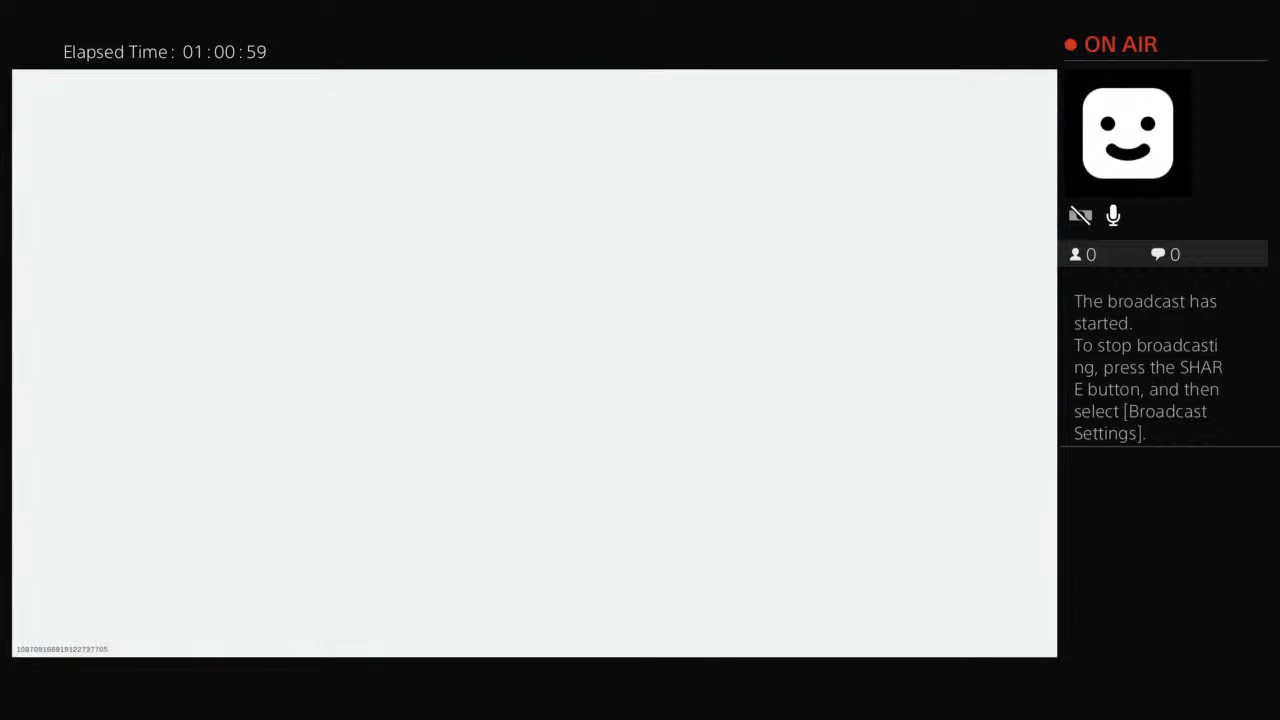 Elapsed Time: 01:00:59
ON AIR
0 0
The broadcast has
started.
To stop broadcasti
ng, press the SHAR
E button, and then
select [Broadcast
Settings].